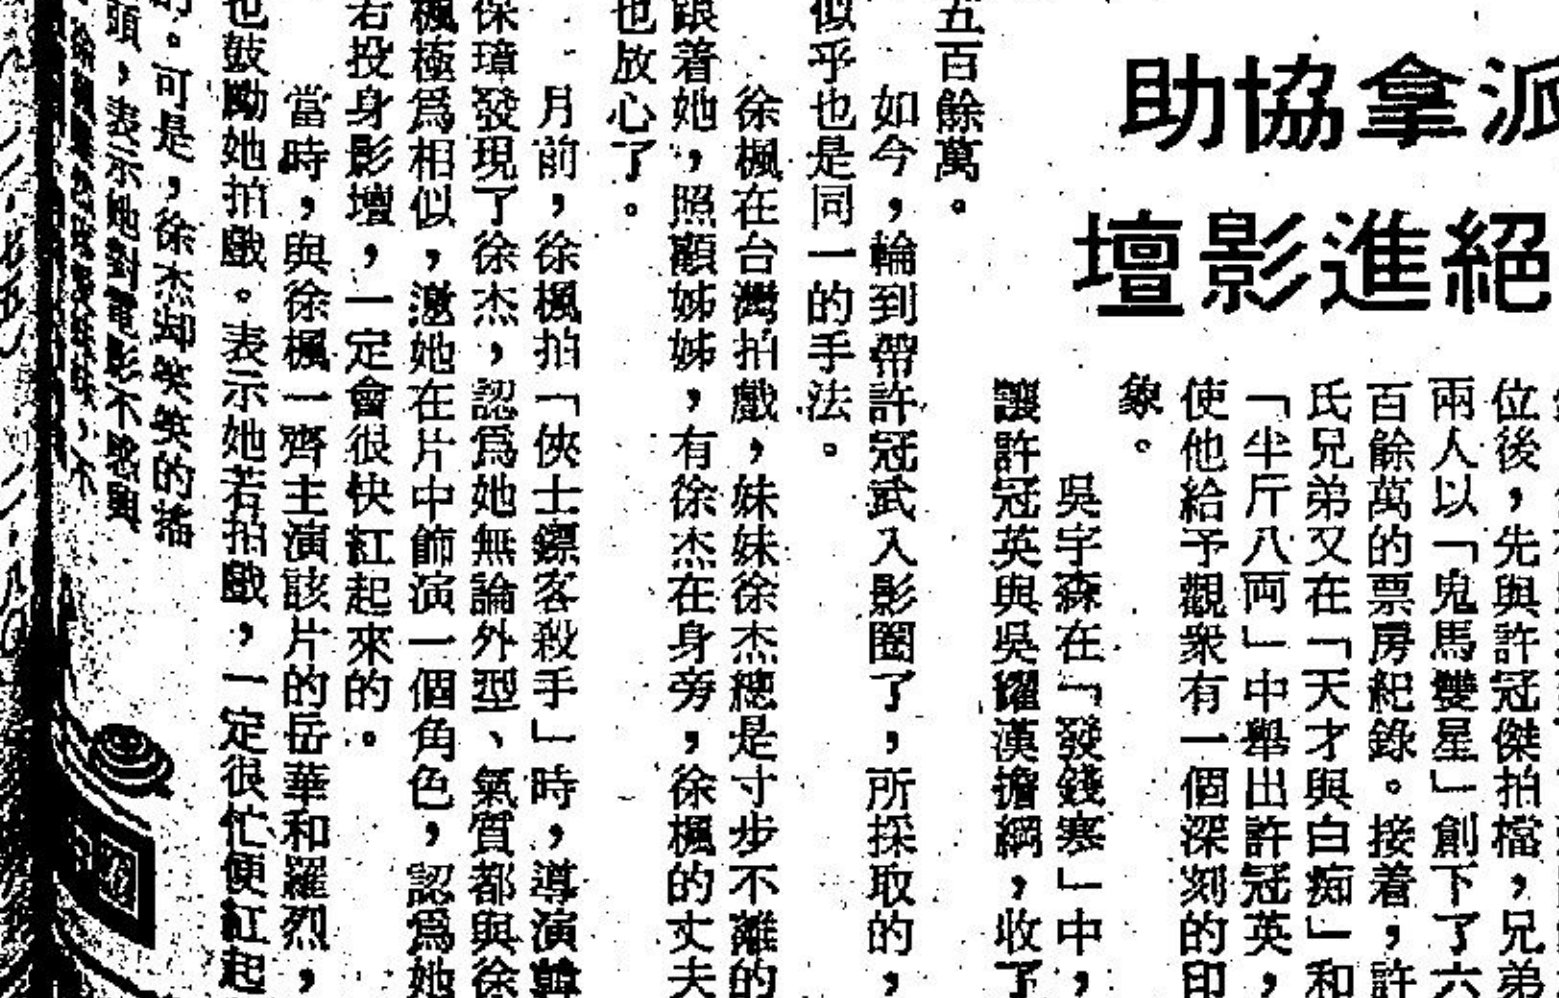 派拿協助
絕進影壇
位後，先與許冠傑拍檔，兄弟
兩人以「鬼馬雙星」創下了六
百餘萬的票房紀錄。接着，許
氏兄弟又在「天才與白痴」和
「半斤八両」中舉出許冠英，
使他給予觀衆有一個深刻的印
象。
吳宇森在「發錢寒」中，
讓許冠英與吳耀漢擔綱，收了
五百餘萬。
如今，輪到帶許冠武入影圈了，所採取的，
似乎也是同一的手法。
徐楓在台灣拍戲，妹妹徐杰總是寸步不離的
跟着她，照顧姊姊，有徐杰在身旁，徐楓的丈夫
也放心了。
月前，徐楓拍「俠士鏢客殺手」時，導演韓
保璋發現了徐杰，認爲她無論外型、氣質都與徐
楓極爲相似，邀她在片中飾演一個角色，認爲她
若投身影壇，一定會很快紅起來的。
當時，與徐楓一齊主演該片的岳華和羅烈，
也鼓勵她拍戲。表示她若拍戲，一定很忙便紅起
的。可是，徐杰却笑笑的搖
頭，表示她對電影不感興